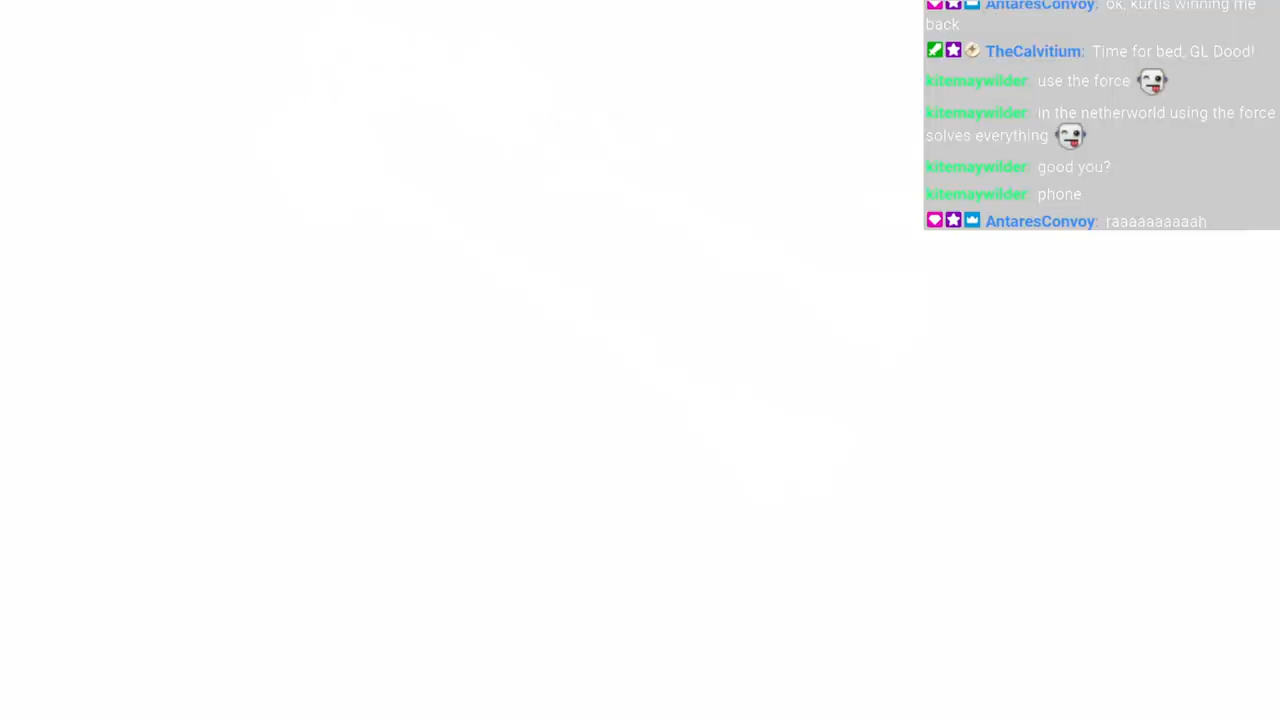 AntaresConvoy: ok, kurtis winning me
back
TheCalvitium: Time for bed, GL Dood!
kitemaywilder: use the force
kitemaywilder: in the netherworld using the force
solves everything
kitemaywilder: good you?
kitemaywilder: phone
AntaresConvoy: raaaaaaaaaah